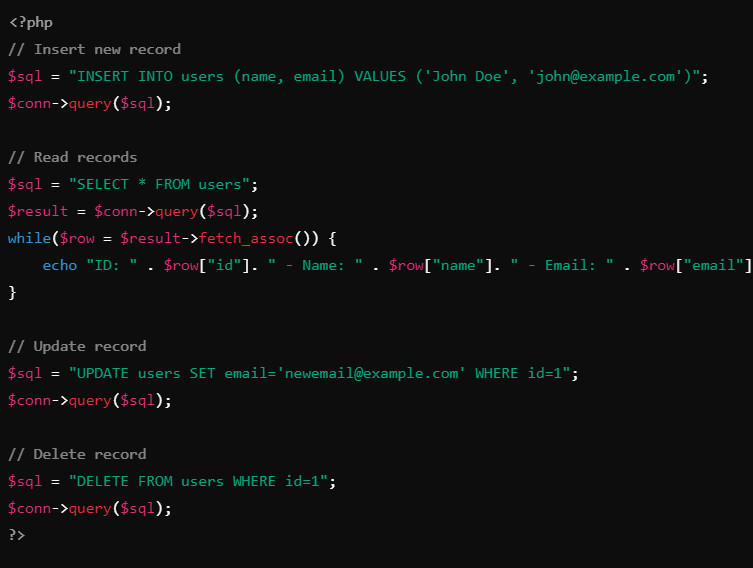 <?php
// Insert new record
$sql = "INSERT INTO users (name, email) VALUES ('John Doe', 'john@example.com')";
$conn->query($sql);
// Read records
$sql = "SELECT * FROM users";
$result = $conn->query($sql);
while($row = $result->fetch_assoc()) {
echo "ID: " . $row["id"]. " - Name: " . $row["name"]. " - Email: " . $row["email"]
}
// Update record
$sql = "UPDATE users SET email='newemail@example.com' WHERE id=1";
$conn->query($sql);
// Delete record
$sql = "DELETE FROM users WHERE id=1";
$conn->query($sql);
?>